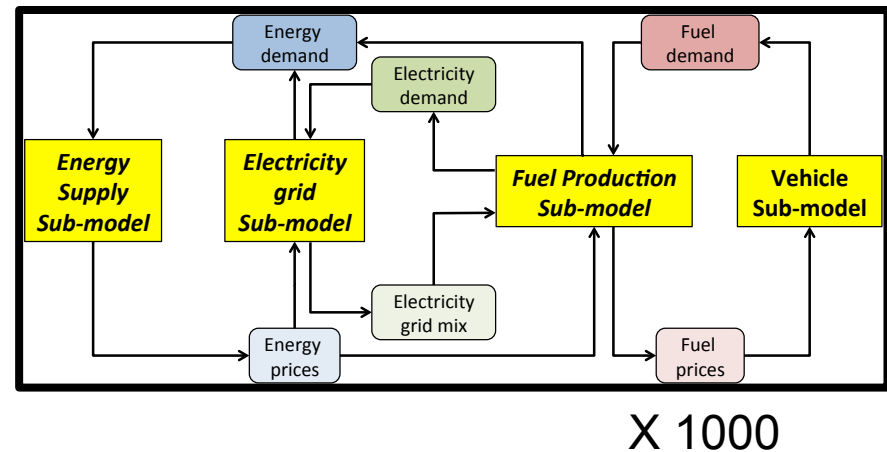 Energy
demand
Fuel
demand
Electricity
demand
Energy
Supply
Sub-model
Electricity
grid
Sub-model
Fuel Production
Sub-model
Vehicle
Sub-model
Electricity
grid mix
Energy
prices
Fuel
prices
X 1000